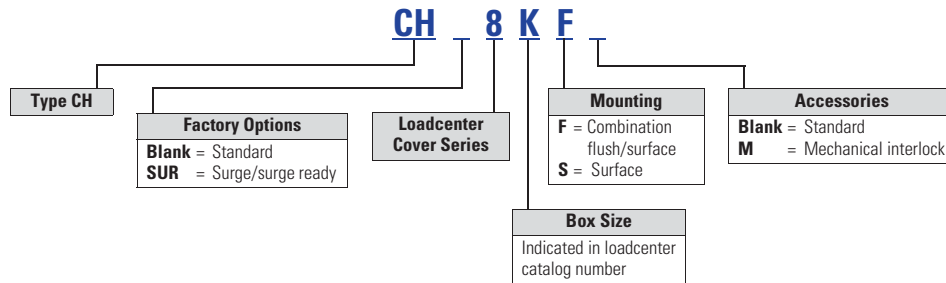 CH _ 8 K F _
Type CH
Factory Options
Blank = Standard
SUR = Surge/surge ready
Loadcenter
Cover Series
Mounting
F = Combination
flush/surface
S = Surface
Accessories
Blank = Standard
M = Mechanical interlock
Box Size
Indicated in loadcenter
catalog number